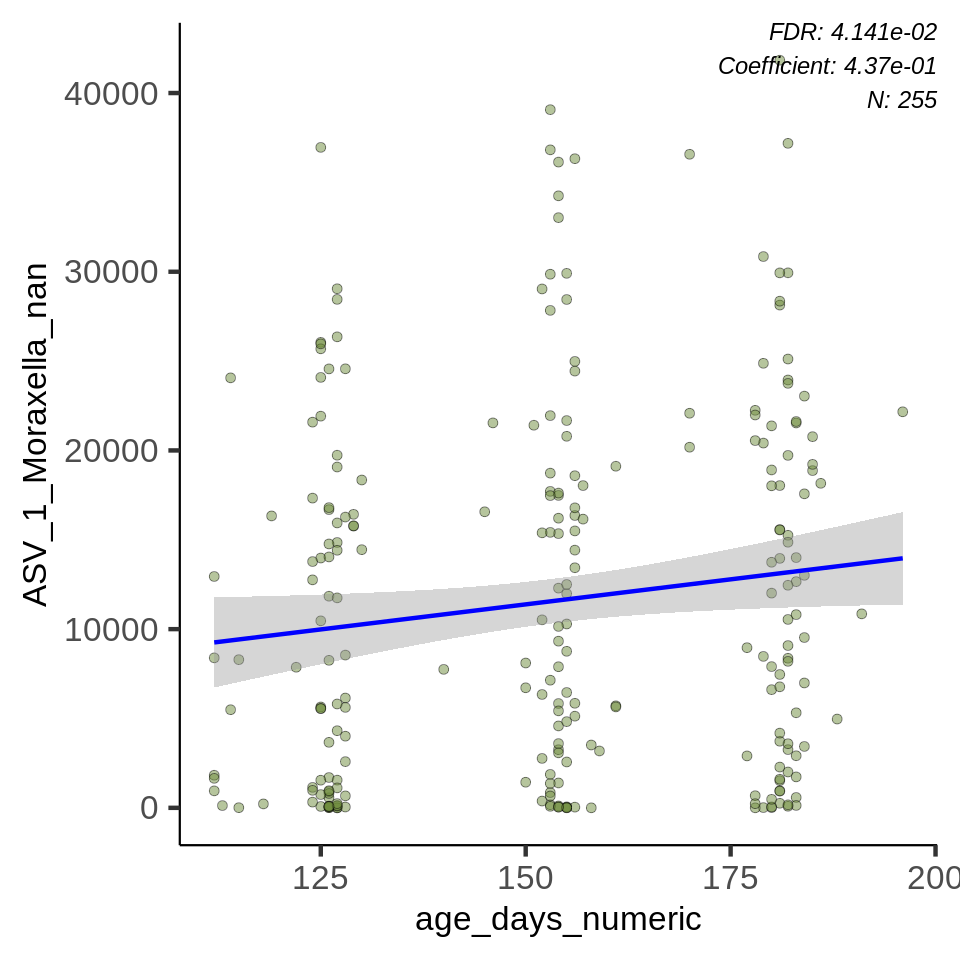 FDR: 4.141e-02
Coefficient: 4.37e-01
N: 255
40000
30000
20000
10000
0
ASV_1_Moraxella_nan
125
150
175
200
age_days_numeric